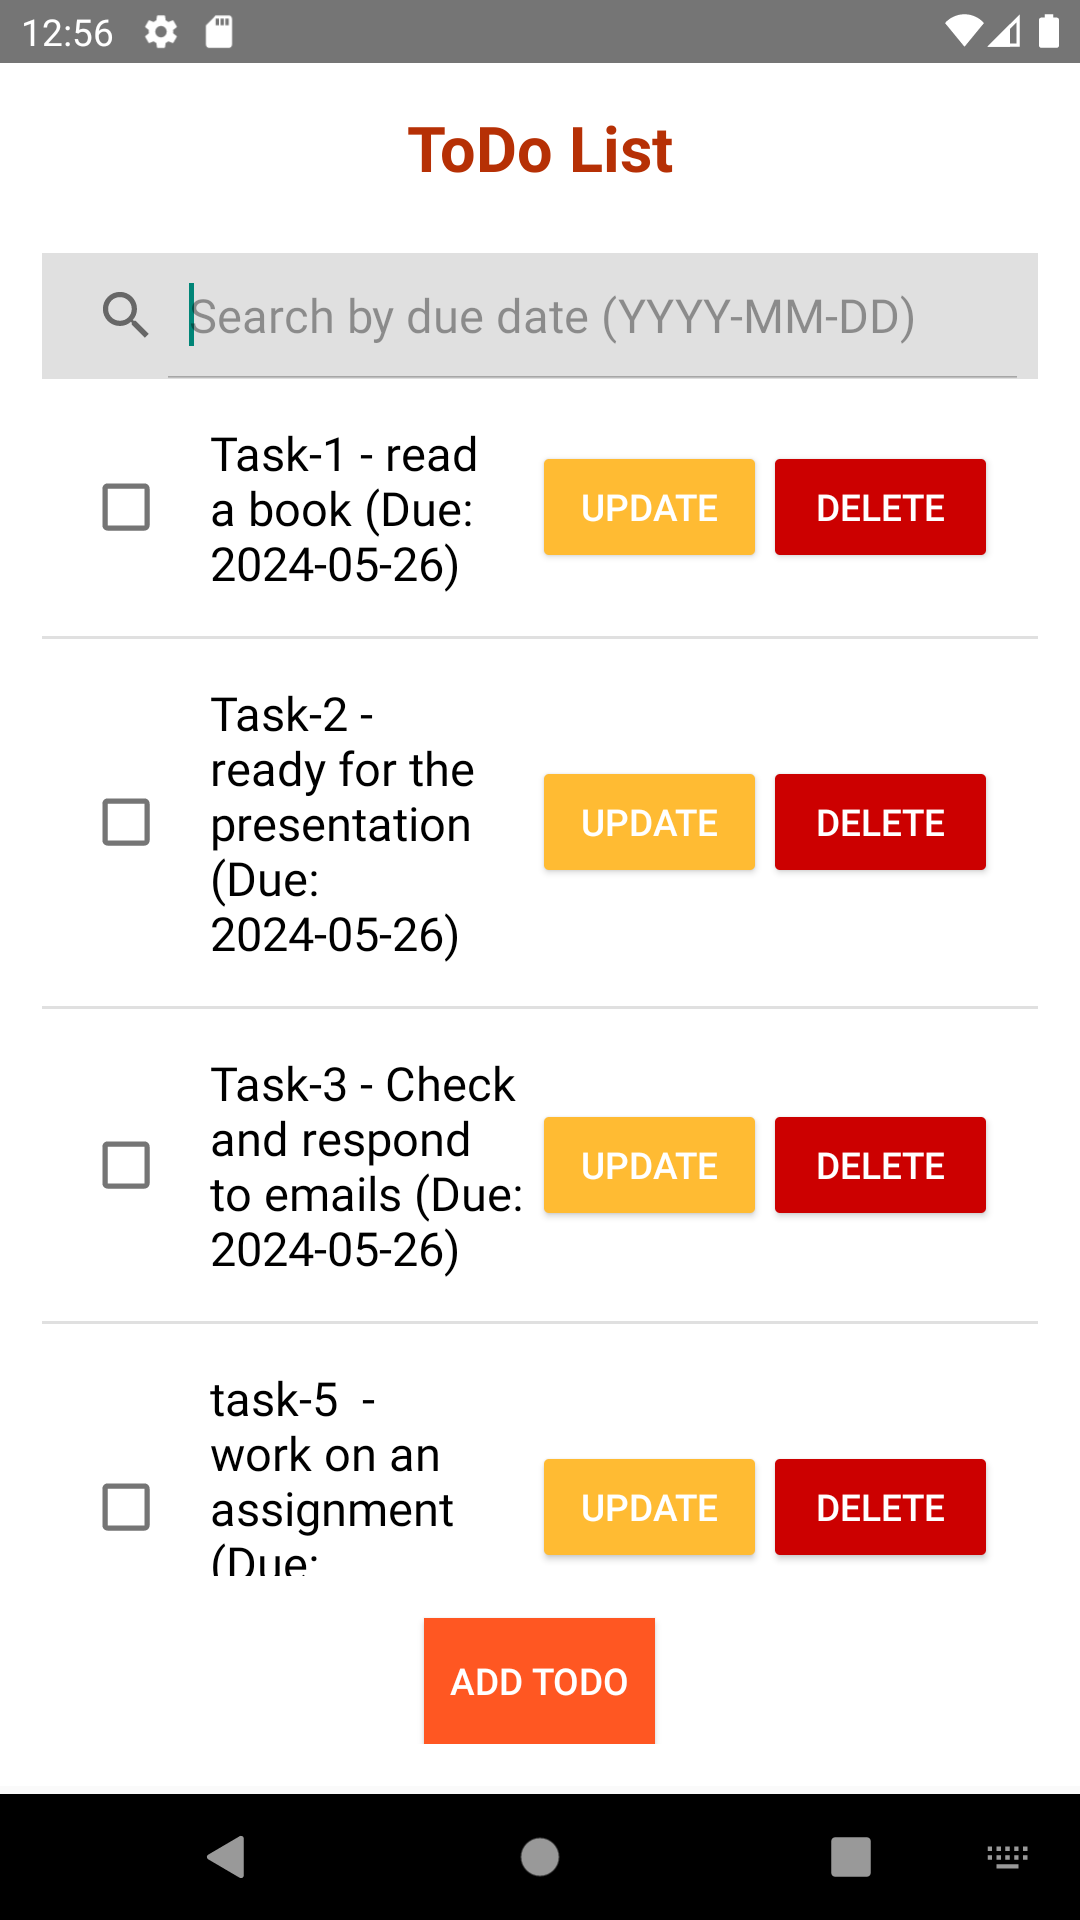 12:56
ToDo List
Search by due date (YYYY-MM-DD)
Task-1 - read
a book (Due:
2024-05-26)
UPDATE
DELETE
Task-2 -
ready for the
presentation
(Due:
2024-05-26)
UPDATE
DELETE
Task-3 - Check
and respond
to emails (Due:
2024-05-26)
UPDATE
DELETE
task-5  -
work on an
assignment
(Due:
UPDATE
DELETE
ADD TODO